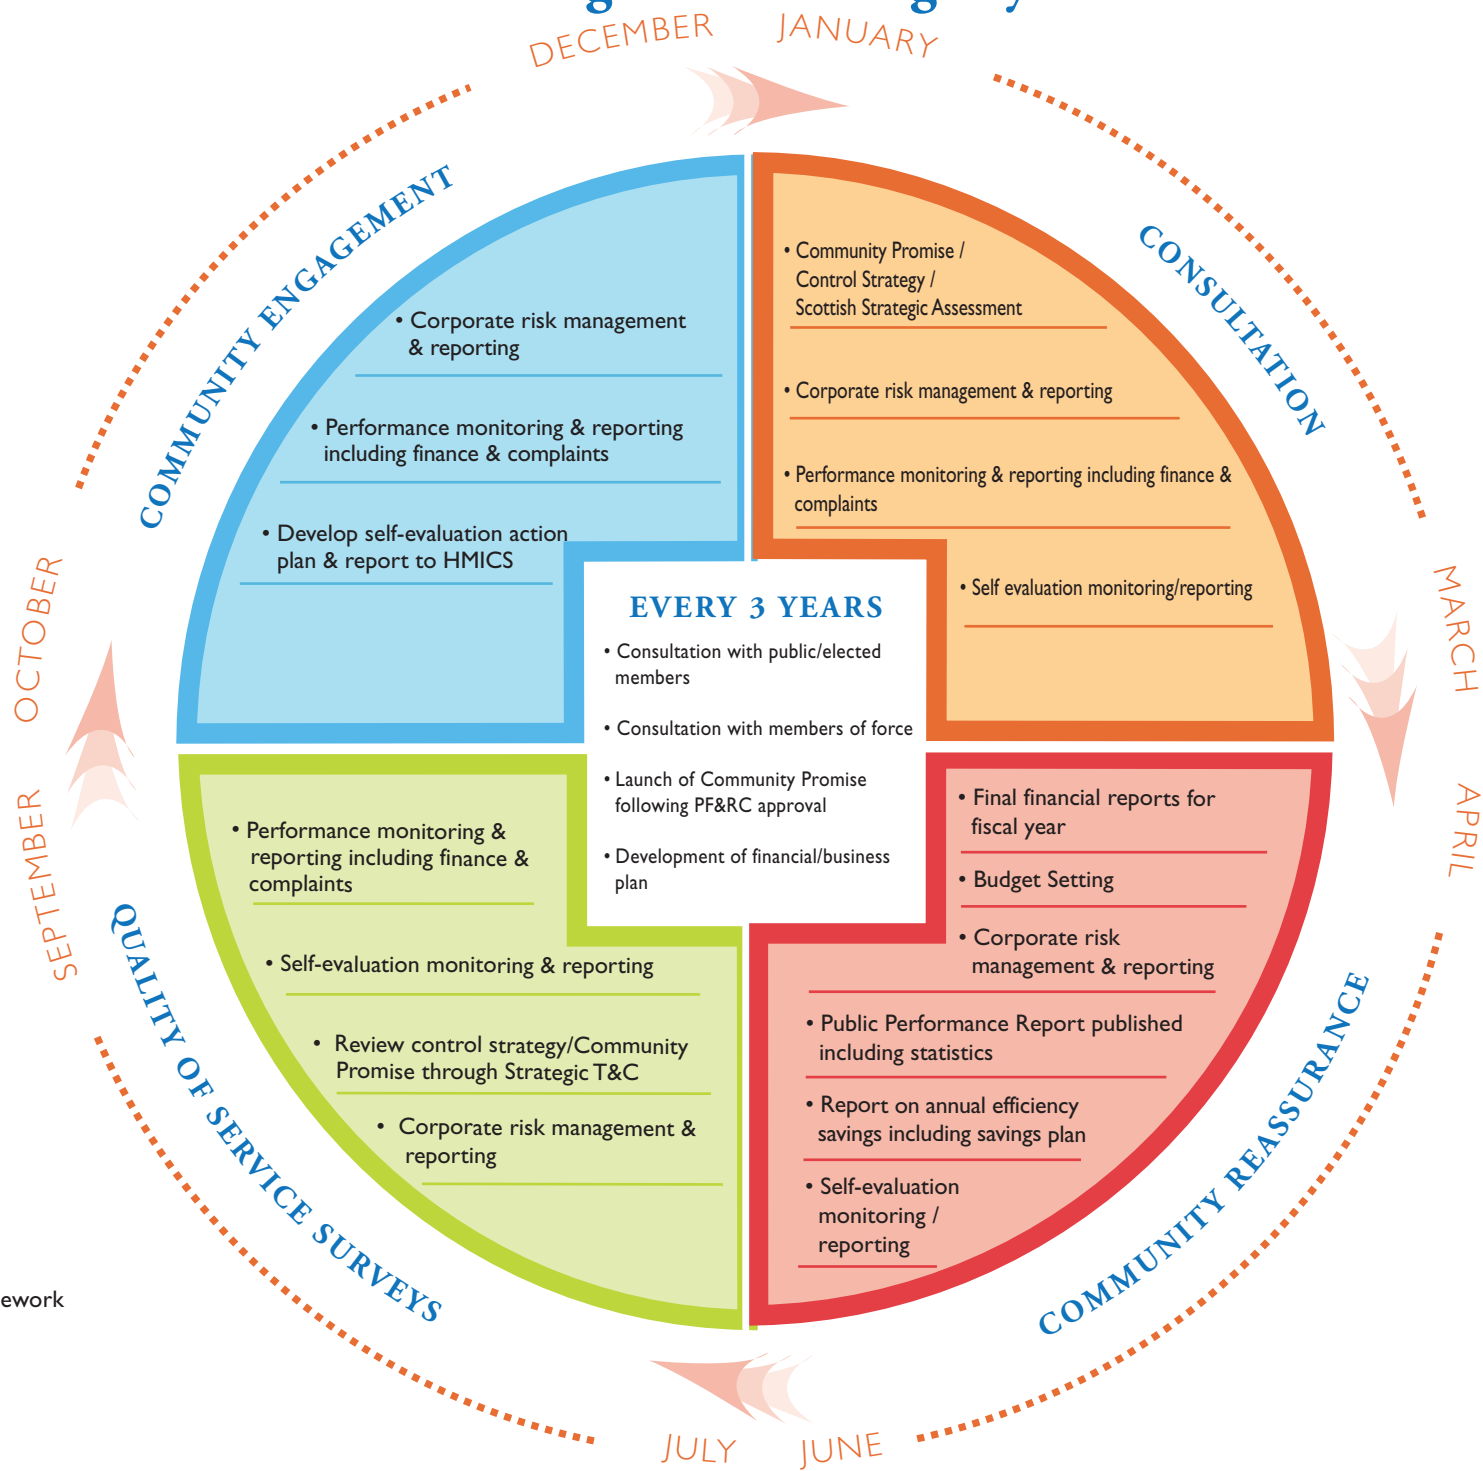 DECEMBER
JANUARY
COMMUNITY ENGAGEMENT
• Corporate risk management
& reporting
• Performance monitoring & reporting
including finance & complaints
• Develop self-evaluation action
plan & report to HMICS
CONSULTATION
• Community Promise /
Control Strategy /
Scottish Strategic Assessment
• Corporate risk management & reporting
• Performance monitoring & reporting including finance &
complaints
• Self evaluation monitoring/reporting
OCTOBER
MARCH
EVERY 3 YEARS
• Consultation with public/elected
members
• Consultation with members of force
• Launch of Community Promise
following PF&RC approval
• Development of financial/business
plan
SEPTEMBER
APRIL
• Performance monitoring &
reporting including finance &
complaints
• Self-evaluation monitoring & reporting
• Review control strategy/Community
Promise through Strategic T&C
• Corporate risk management &
reporting
QUALITY OF SERVICE SURVEYS
• Final financial reports for
fiscal year
• Budget Setting
• Corporate risk
management & reporting
• Public Performance Report published
including statistics
• Report on annual efficiency
savings including savings plan
• Self-evaluation
monitoring /
reporting
COMMUNITY REASSURANCE
ework
JULY
JUNE